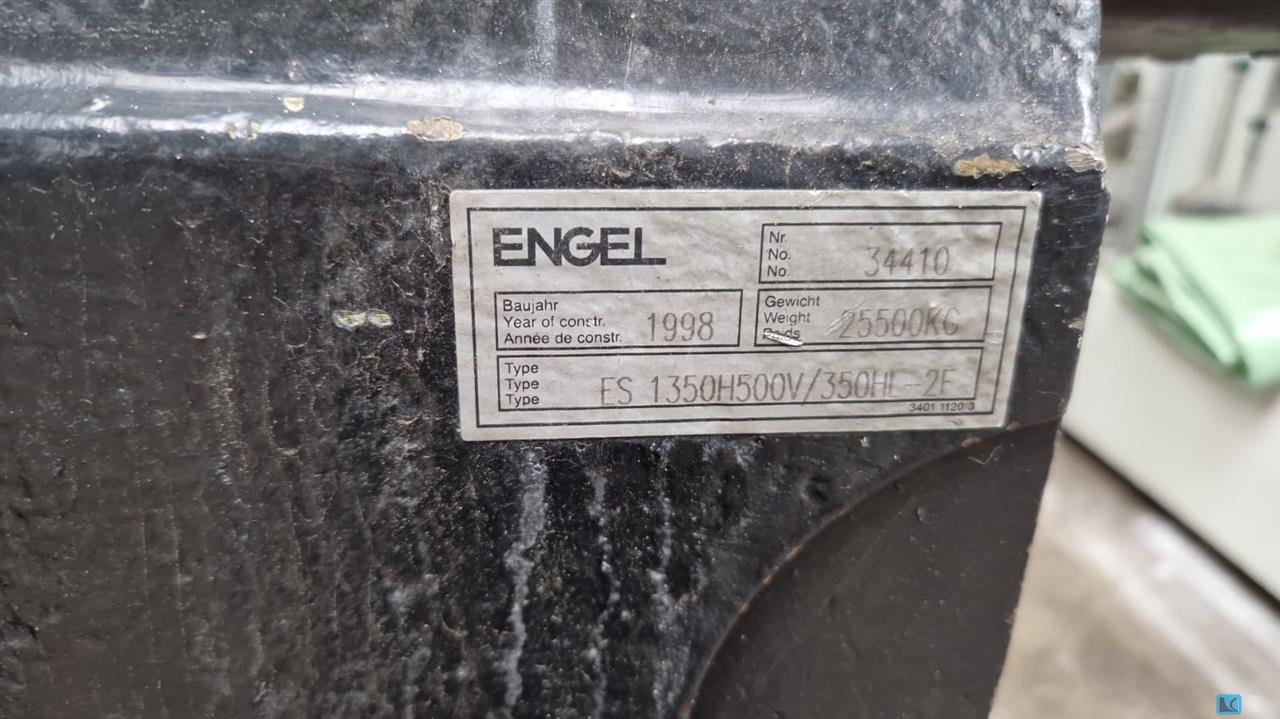 ENGEL
Nr.
No.
No
34410
Baujahr
Year of constr.
Année de constr.
1998
Gewicht
Weight
Poids
25500KG
Type
Type
Type
ES 1350H500V/350HL-2F
3401 1120 3